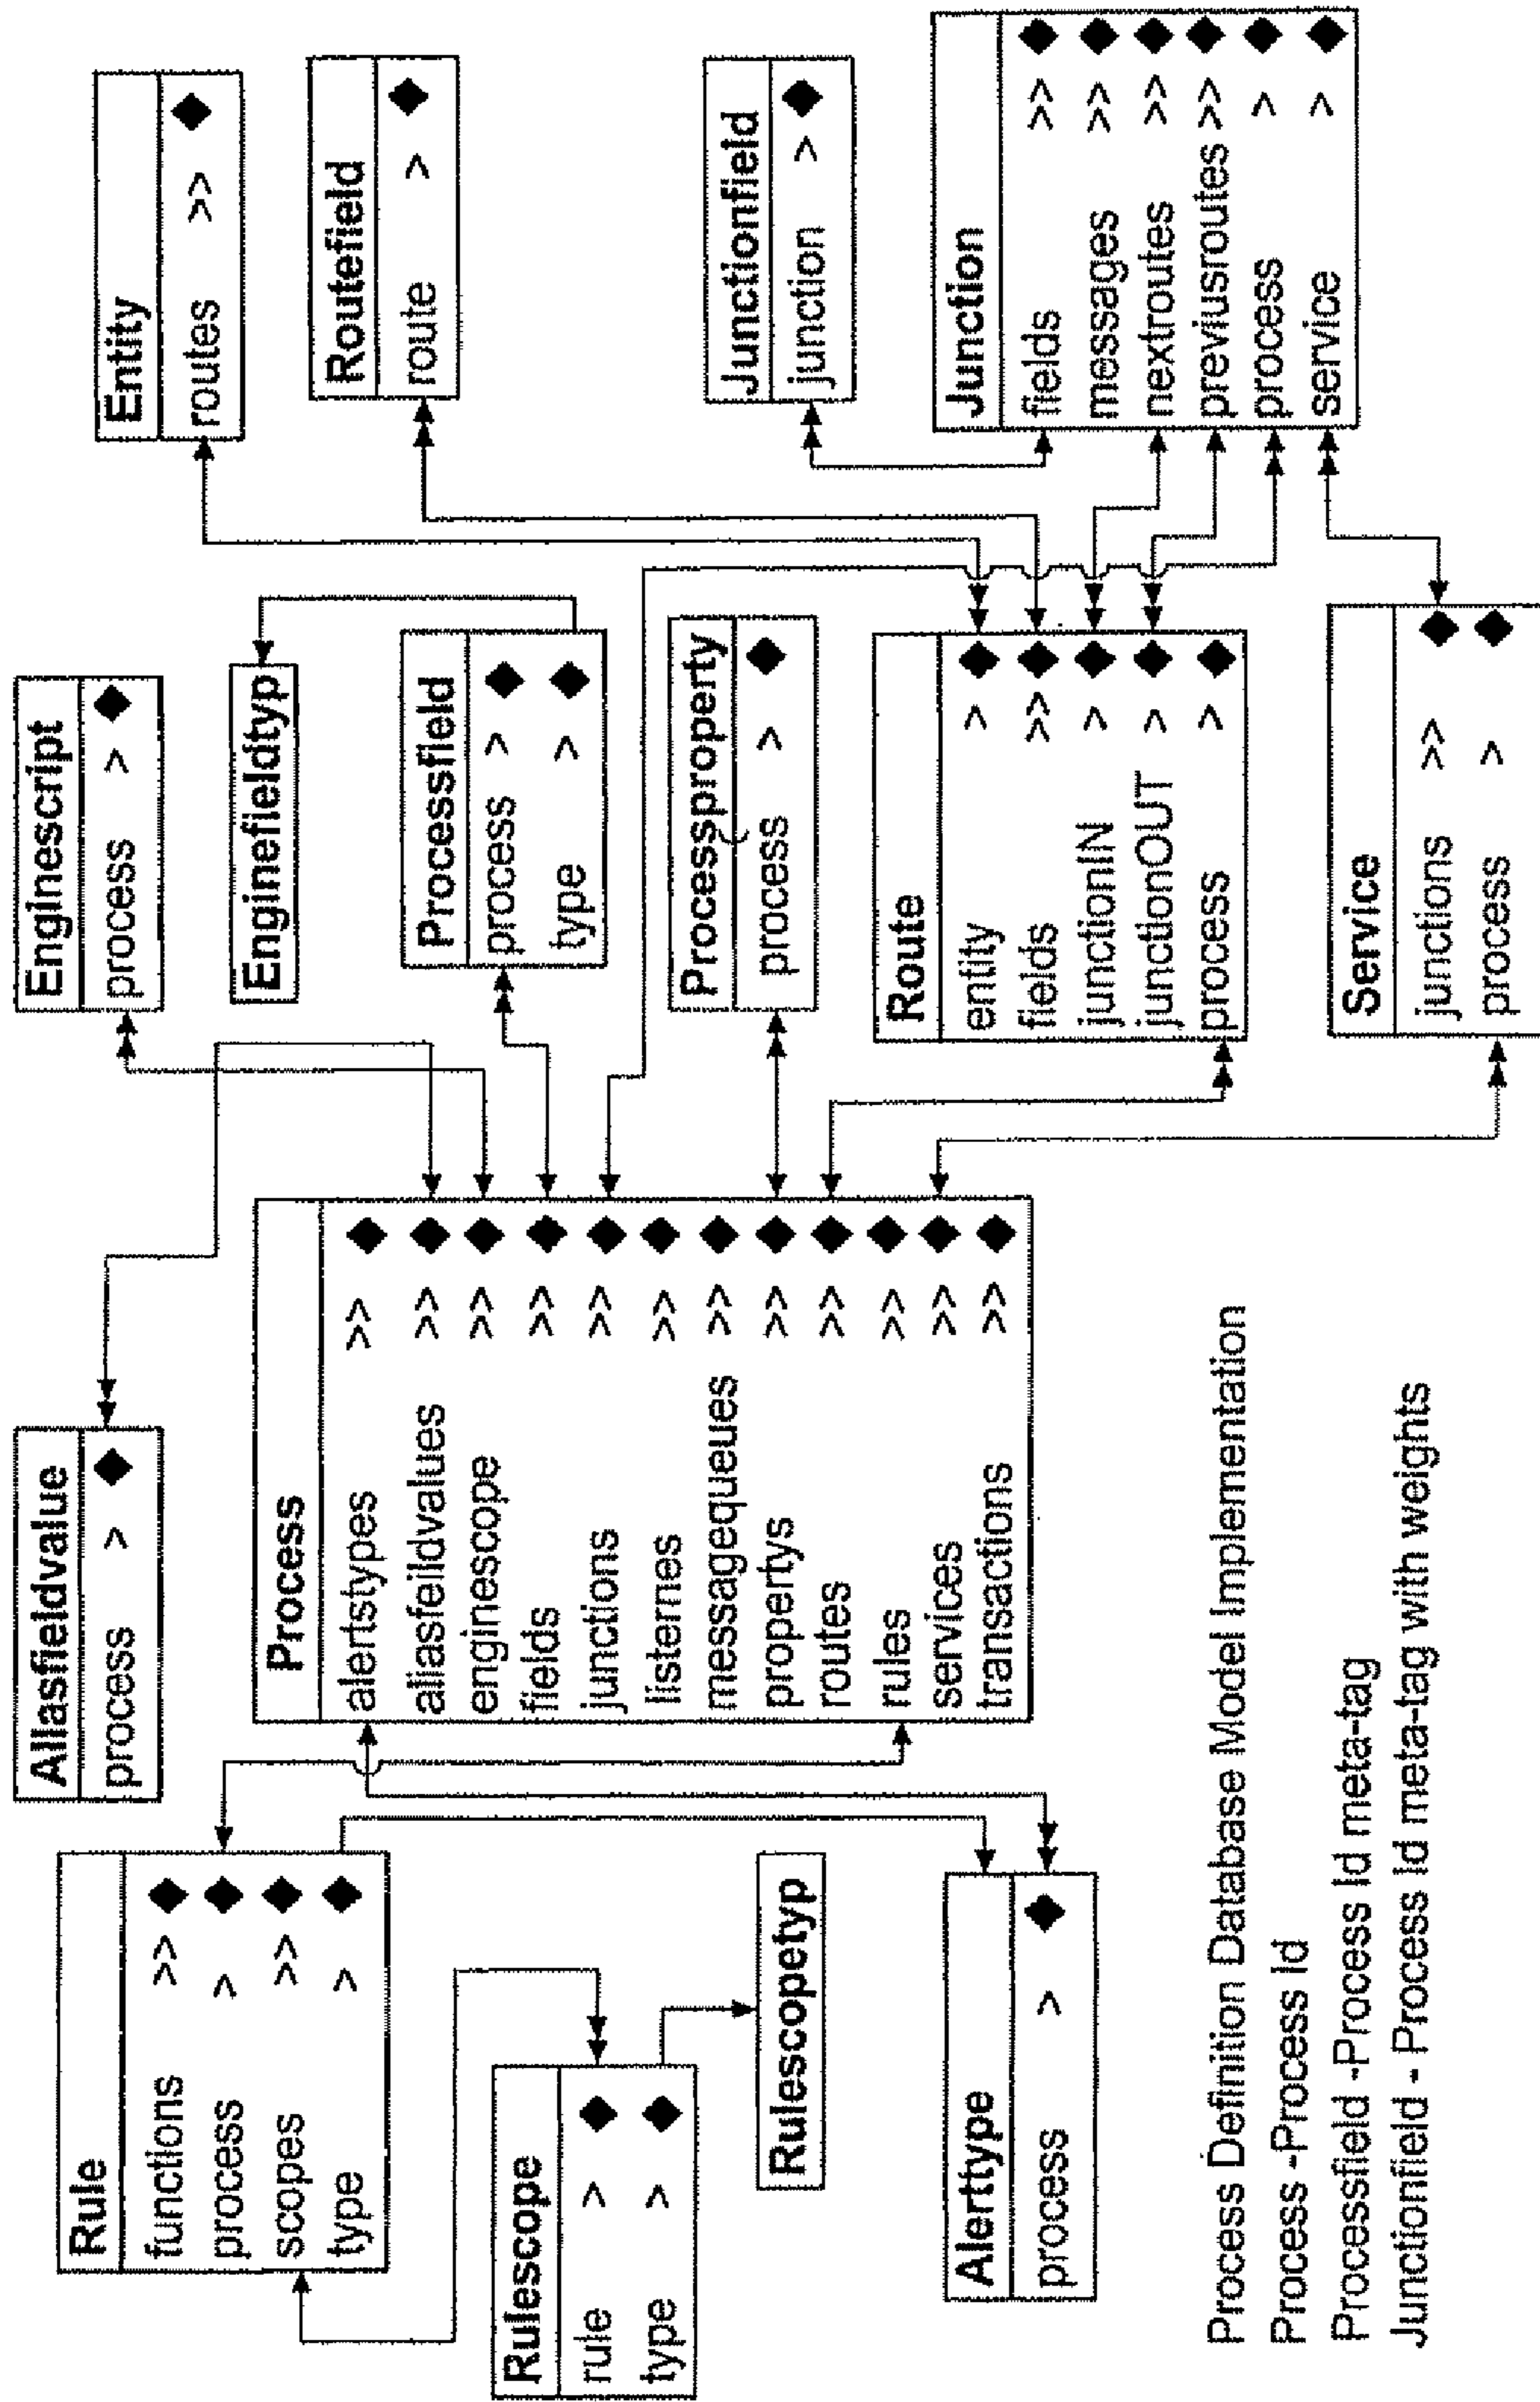 Rule
functions >>
process >
scopes >>
type >
Rulescope
rule >
type >
Rulescopetyp
Alerttype
process >
Aliasfieldvalue
process >
Process
alertstypes >>
aliasfeildvalues >>
enginescope >>
fields >>
junctions >>
listernes >>
messagequeues >>
propertys >>
routes >>
rules >>
services >>
transactions >>
Enginescript
process >
Enginefieldtyp
Processfield
process >
type >
Processproperty
process >
Route
entity >
fields >>
junctionIN >
junctionOUT >
process >
Service
junctions >>
process >
Entity
routes >>
Routefield
route >
Junctionfield
junction >
Junction
fields >>
messages >>
nextroutes >>
previusroutes >>
process >
service >
Process Definition Database Model Implementation
Process -Process Id
Processfield -Process Id meta-tag
Junctionfield - Process Id meta-tag with weights